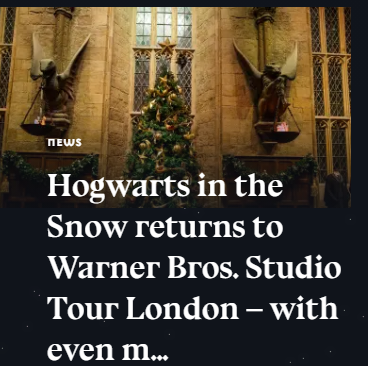 news
Hogwarts in the
Snow returns to
Warner Bros. Studio
Tour London – with
even m...